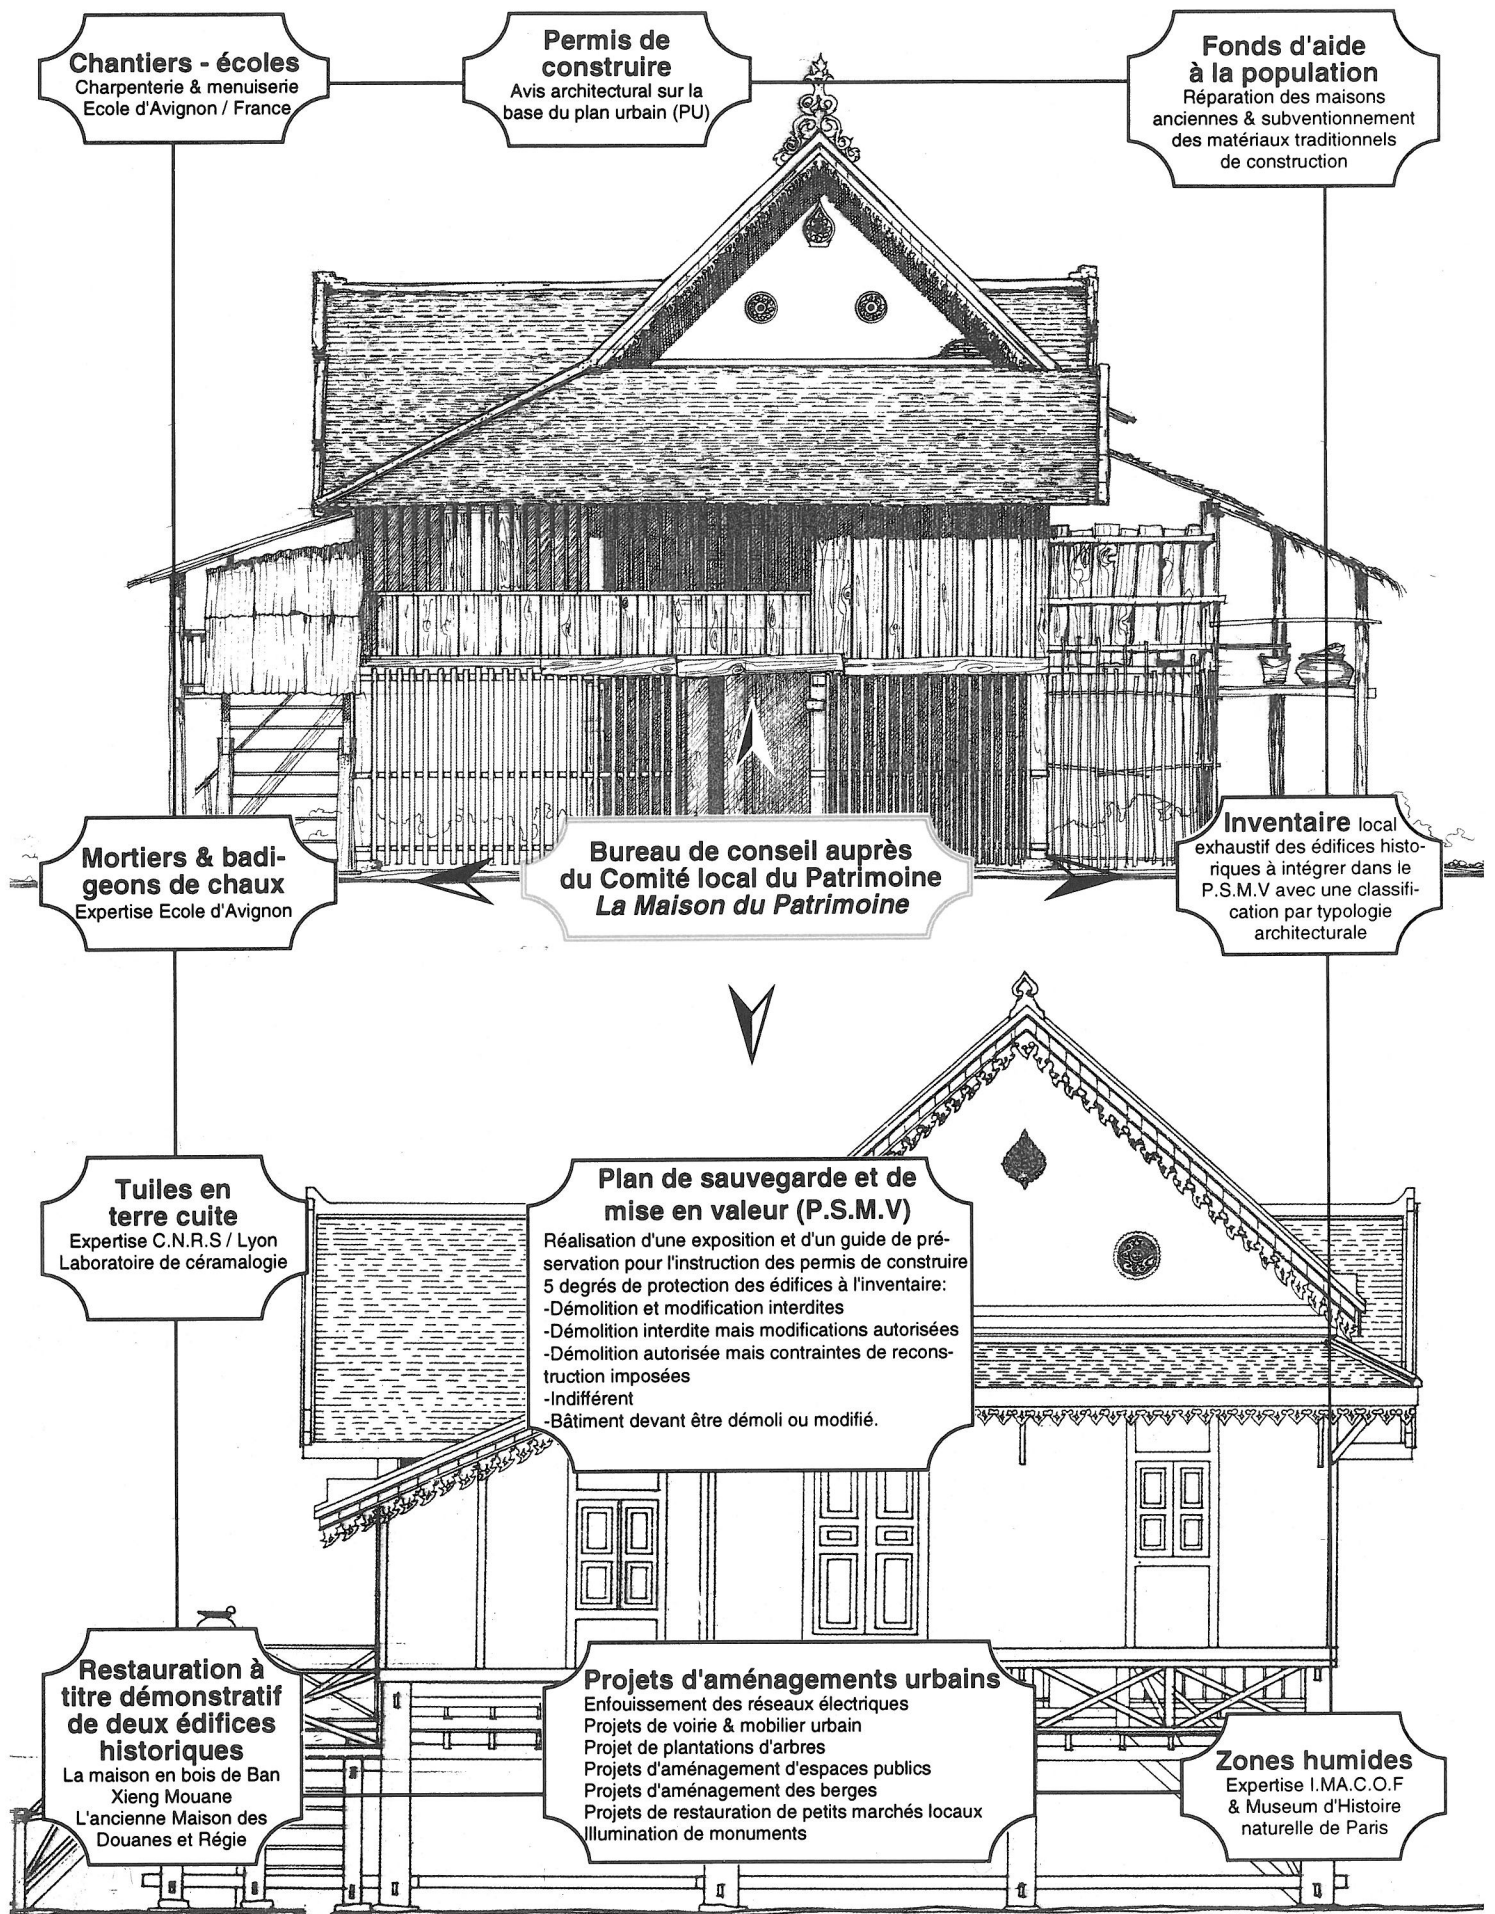 Chantiers - écoles
Charpenterie & menuiserie
Ecole d'Avignon / France
Permis de
construire
Avis architectural sur la
base du plan urbain (PU)
Fonds d'aide
à la population
Réparation des maisons
anciennes & subventionnement
des matériaux traditionnels
de construction
Mortiers & badi-
geons de chaux
Expertise Ecole d'Avignon
Bureau de conseil auprès
du Comité local du Patrimoine
La Maison du Patrimoine
Inventaire local
exhaustif des édifices histo-
riques à intégrer dans le
P.S.M.V avec une classifi-
cation par typologie
architecturale
Tuiles en
terre cuite
Expertise C.N.R.S / Lyon
Laboratoire de céramalogie
Plan de sauvegarde et de
mise en valeur (P.S.M.V)
Réalisation d'une exposition et d'un guide de pré-
servation pour l'instruction des permis de construire
5 degrés de protection des édifices à l'inventaire:
-Démolition et modification interdites
-Démolition interdite mais modifications autorisées
-Démolition autorisée mais contraintes de recons-
truction imposées
-Indifférent
-Bâtiment devant être démoli ou modifié.
Restauration à
titre démonstratif
de deux édifices
historiques
La maison en bois de Ban
Xieng Mouane
L'ancienne Maison des
Douanes et Régie
Projets d'aménagements urbains
Enfouissement des réseaux électriques
Projets de voirie & mobilier urbain
Projet de plantations d'arbres
Projets d'aménagement d'espaces publics
Projets d'aménagement des berges
Projets de restauration de petits marchés locaux
Illumination de monuments
Zones humides
Expertise I.MA.C.O.F
& Museum d'Histoire
naturelle de Paris